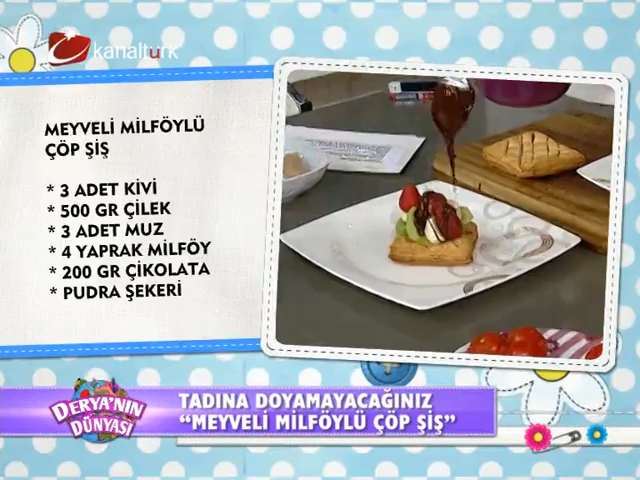 kanaltürk
MEYVELİ MİLFÖYLÜ
ÇÖP ŞİŞ
* 3 ADET KİVİ
* 500 GR ÇİLEK
* 3 ADET MUZ
* 4 YAPRAK MİLFÖY
* 200 GR ÇİKOLATA
* PUDRA ŞEKERİ
DERYA'NIN
DÜNYASI
TADINA DOYAMAYACAĞINIZ
“MEYVELİ MİLFÖYLÜ ÇÖP ŞİŞ”